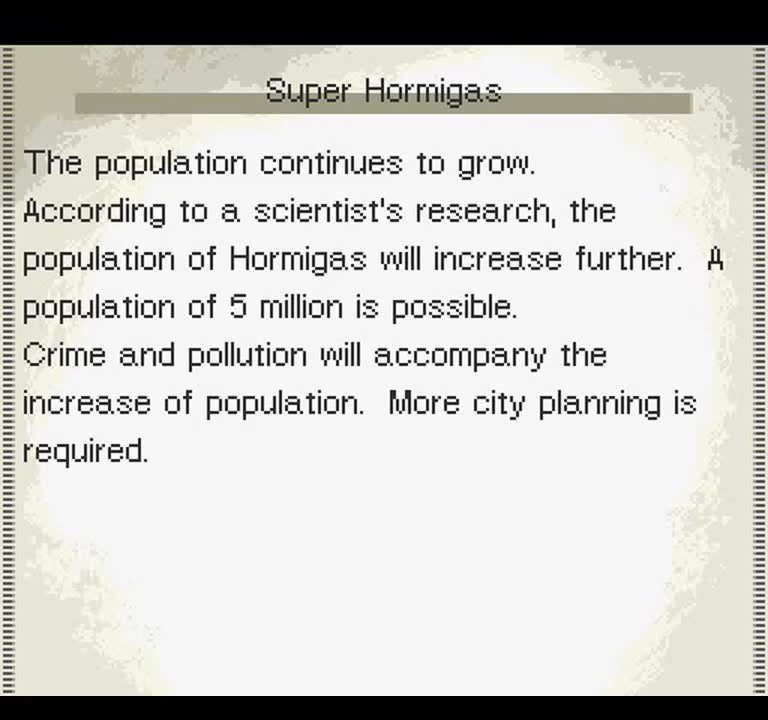 Super Hormigas
The population continues to grow.
According to a scientist's research, the
population of Hormigas will increase further.  A
population of 5 million is possible.
Crime and pollution will accompany the
increase of population.  More city planning is
required.